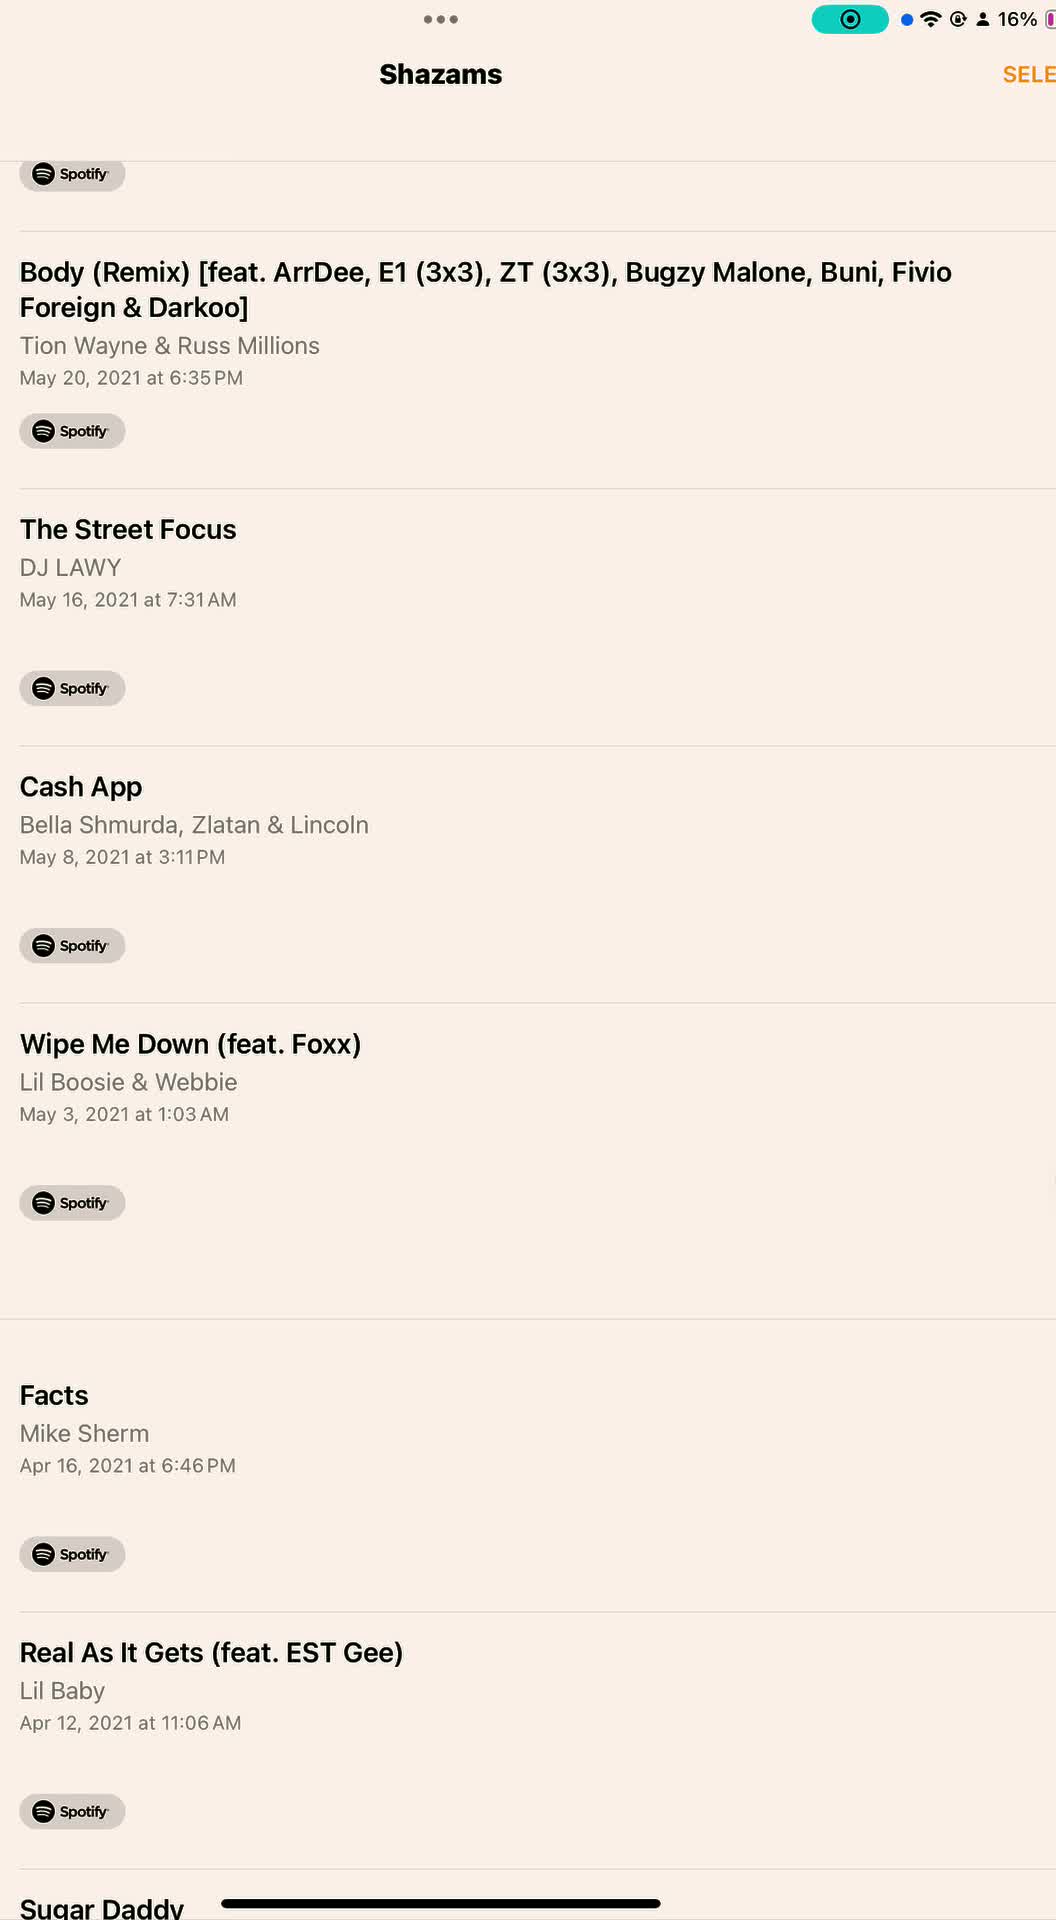 16%
Shazams
SELE
Spotify
Body (Remix) [feat. ArrDee, E1 (3x3), ZT (3x3), Bugzy Malone, Buni, Fivio
Foreign & Darkoo]
Tion Wayne & Russ Millions
May 20, 2021 at 6:35 PM
Spotify
The Street Focus
DJ LAWY
May 16, 2021 at 7:31 AM
Spotify
Cash App
Bella Shmurda, Zlatan & Lincoln
May 8, 2021 at 3:11 PM
Spotify
Wipe Me Down (feat. Foxx)
Lil Boosie & Webbie
May 3, 2021 at 1:03 AM
Spotify
Facts
Mike Sherm
Apr 16, 2021 at 6:46 PM
Spotify
Real As It Gets (feat. EST Gee)
Lil Baby
Apr 12, 2021 at 11:06 AM
Spotify
Sugar Daddy